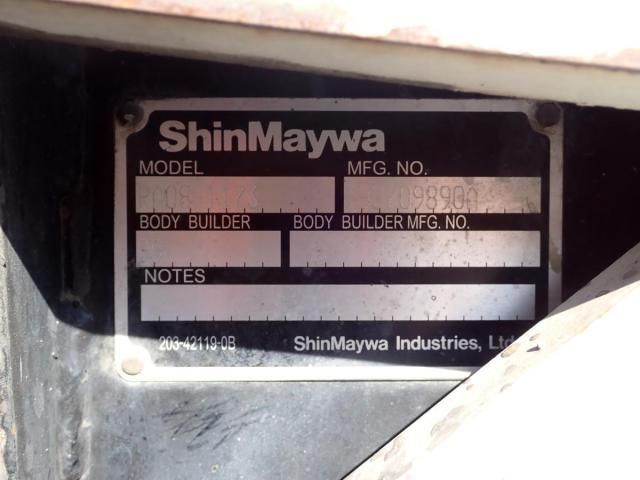 ShinMaywa
MODEL MFG. NO.
BODY BUILDER BODY BUILDER MFG. NO.
NOTES
203-42119-0B ShinMaywa Industries, Ltd